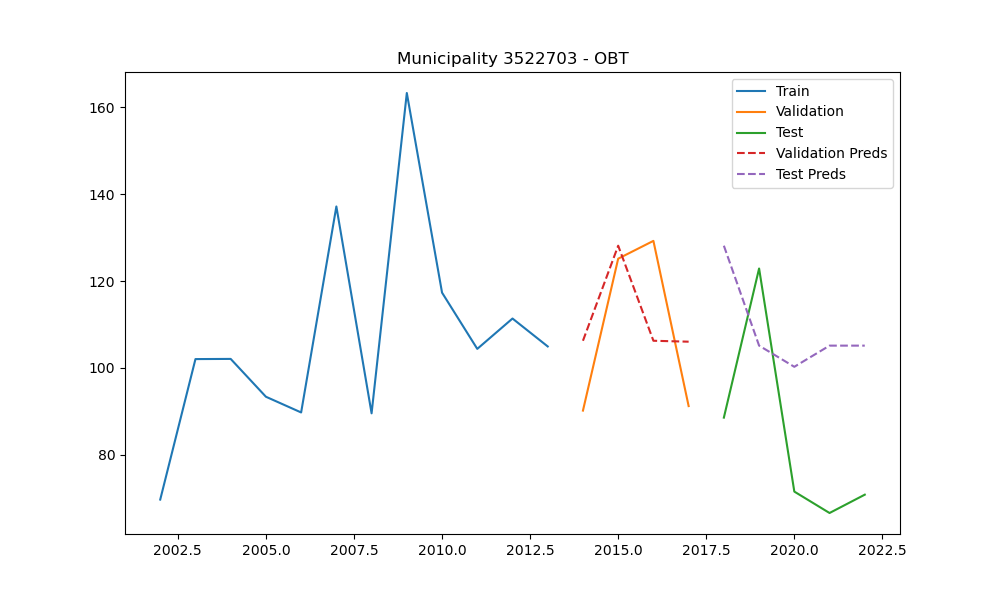 Municipality 3522703 - OBT
Train
Validation
Test
Validation Preds
Test Preds
160
140
120
100
80
2002.5 2005.0 2007.5 2010.0 2012.5 2015.0 2017.5 2020.0 2022.5